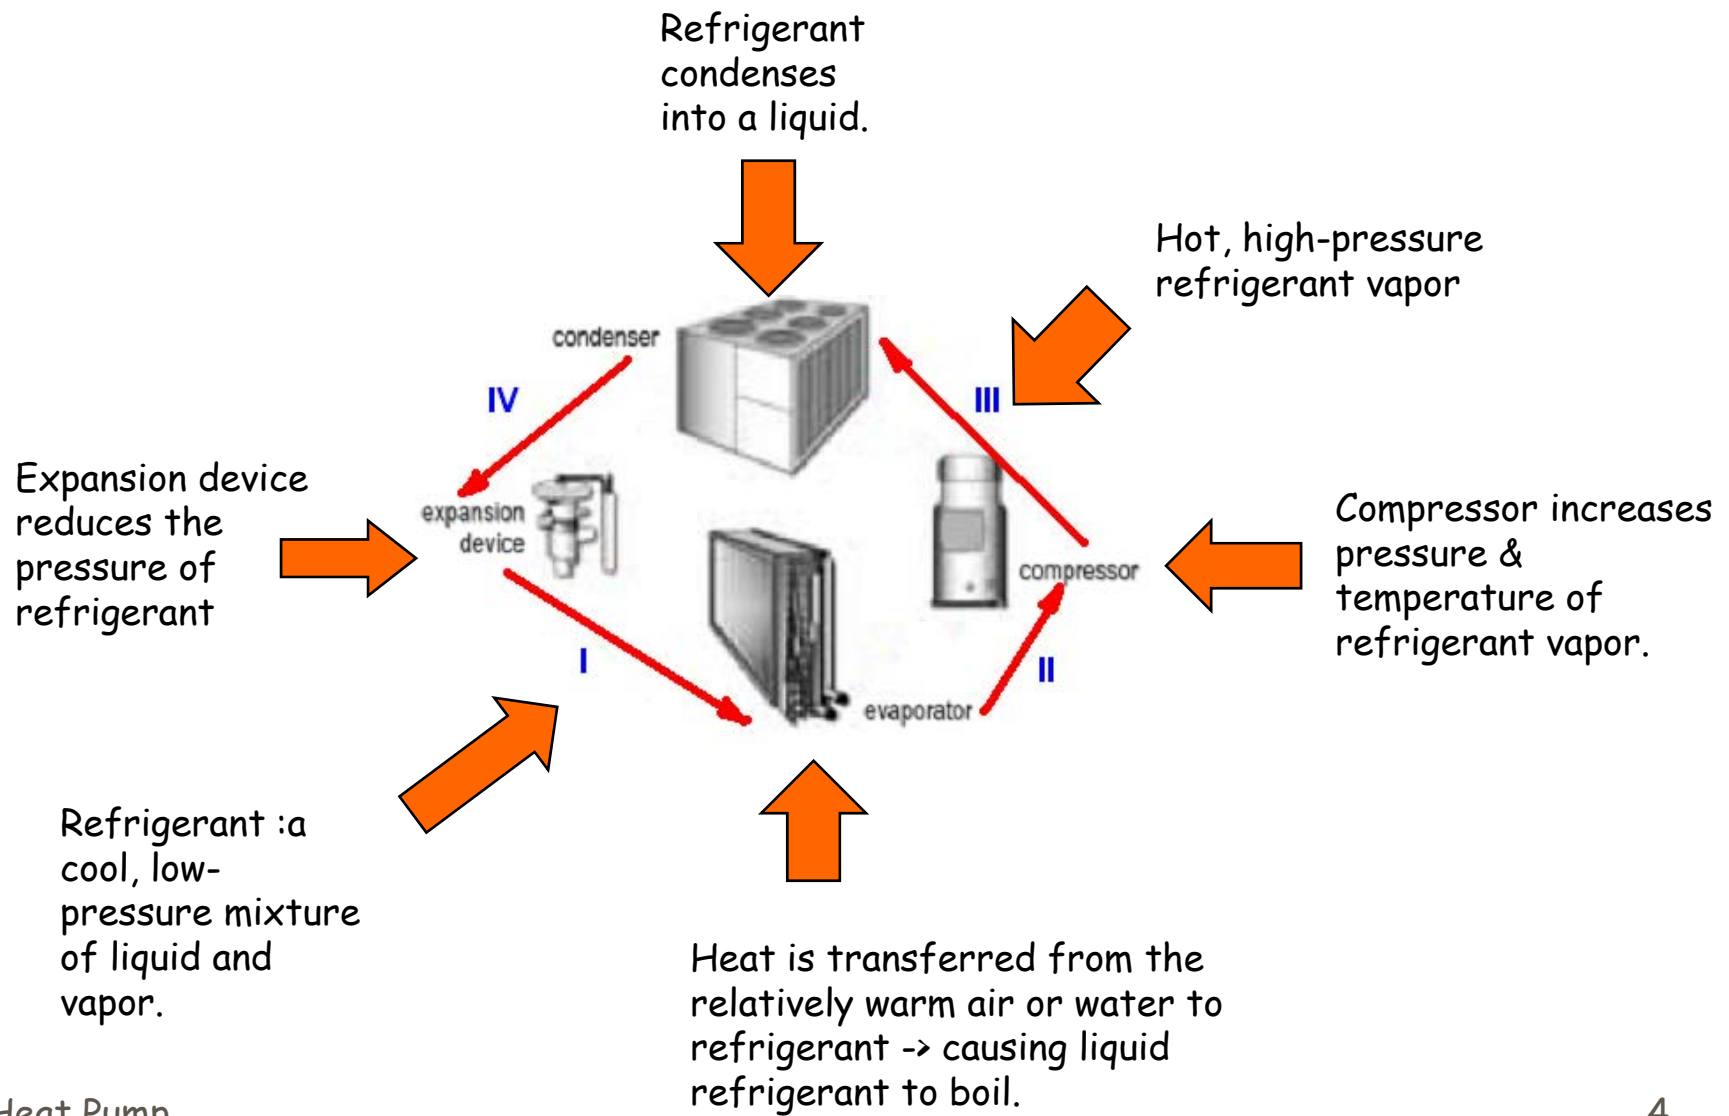 Refrigerant
condenses
into a liquid.
Hot, high-pressure
refrigerant vapor
condenser
IV
III
Expansion device
reduces the
pressure of
refrigerant
expansion
device
compressor
Compressor increases
pressure &
temperature of
refrigerant vapor.
I
II
evaporator
Refrigerant :a
cool, low-
pressure mixture
of liquid and
vapor.
Heat is transferred from the
relatively warm air or water to
refrigerant -> causing liquid
refrigerant to boil.
Heat Pump
4